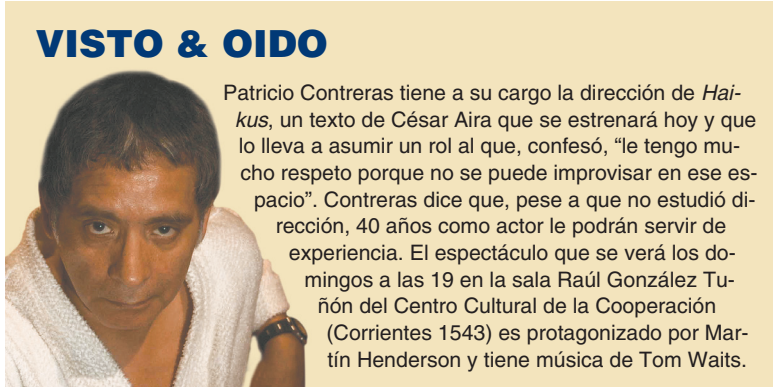 VISTO & OIDO
Patricio Contreras tiene a su cargo la dirección de Hai-
kus, un texto de César Aira que se estrenará hoy y que
lo lleva a asumir un rol al que, confesó, “le tengo mu-
cho respeto porque no se puede improvisar en ese es-
pacio”. Contreras dice que, pese a que no estudió di-
rección, 40 años como actor le podrán servir de
experiencia. El espectáculo que se verá los do-
mingos a las 19 en la sala Raúl González Tu-
ñón del Centro Cultural de la Cooperación
(Corrientes 1543) es protagonizado por Mar-
tín Henderson y tiene música de Tom Waits.